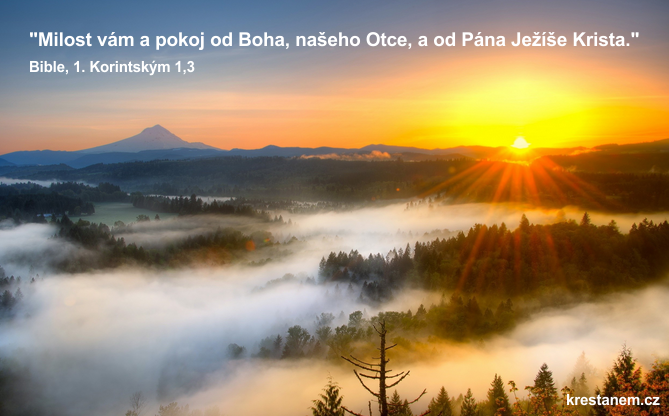 "Milost vám a pokoj od Boha, našeho Otce, a od Pána Ježíše Krista."
Bible, 1. Korintským 1,3
krestanem.cz